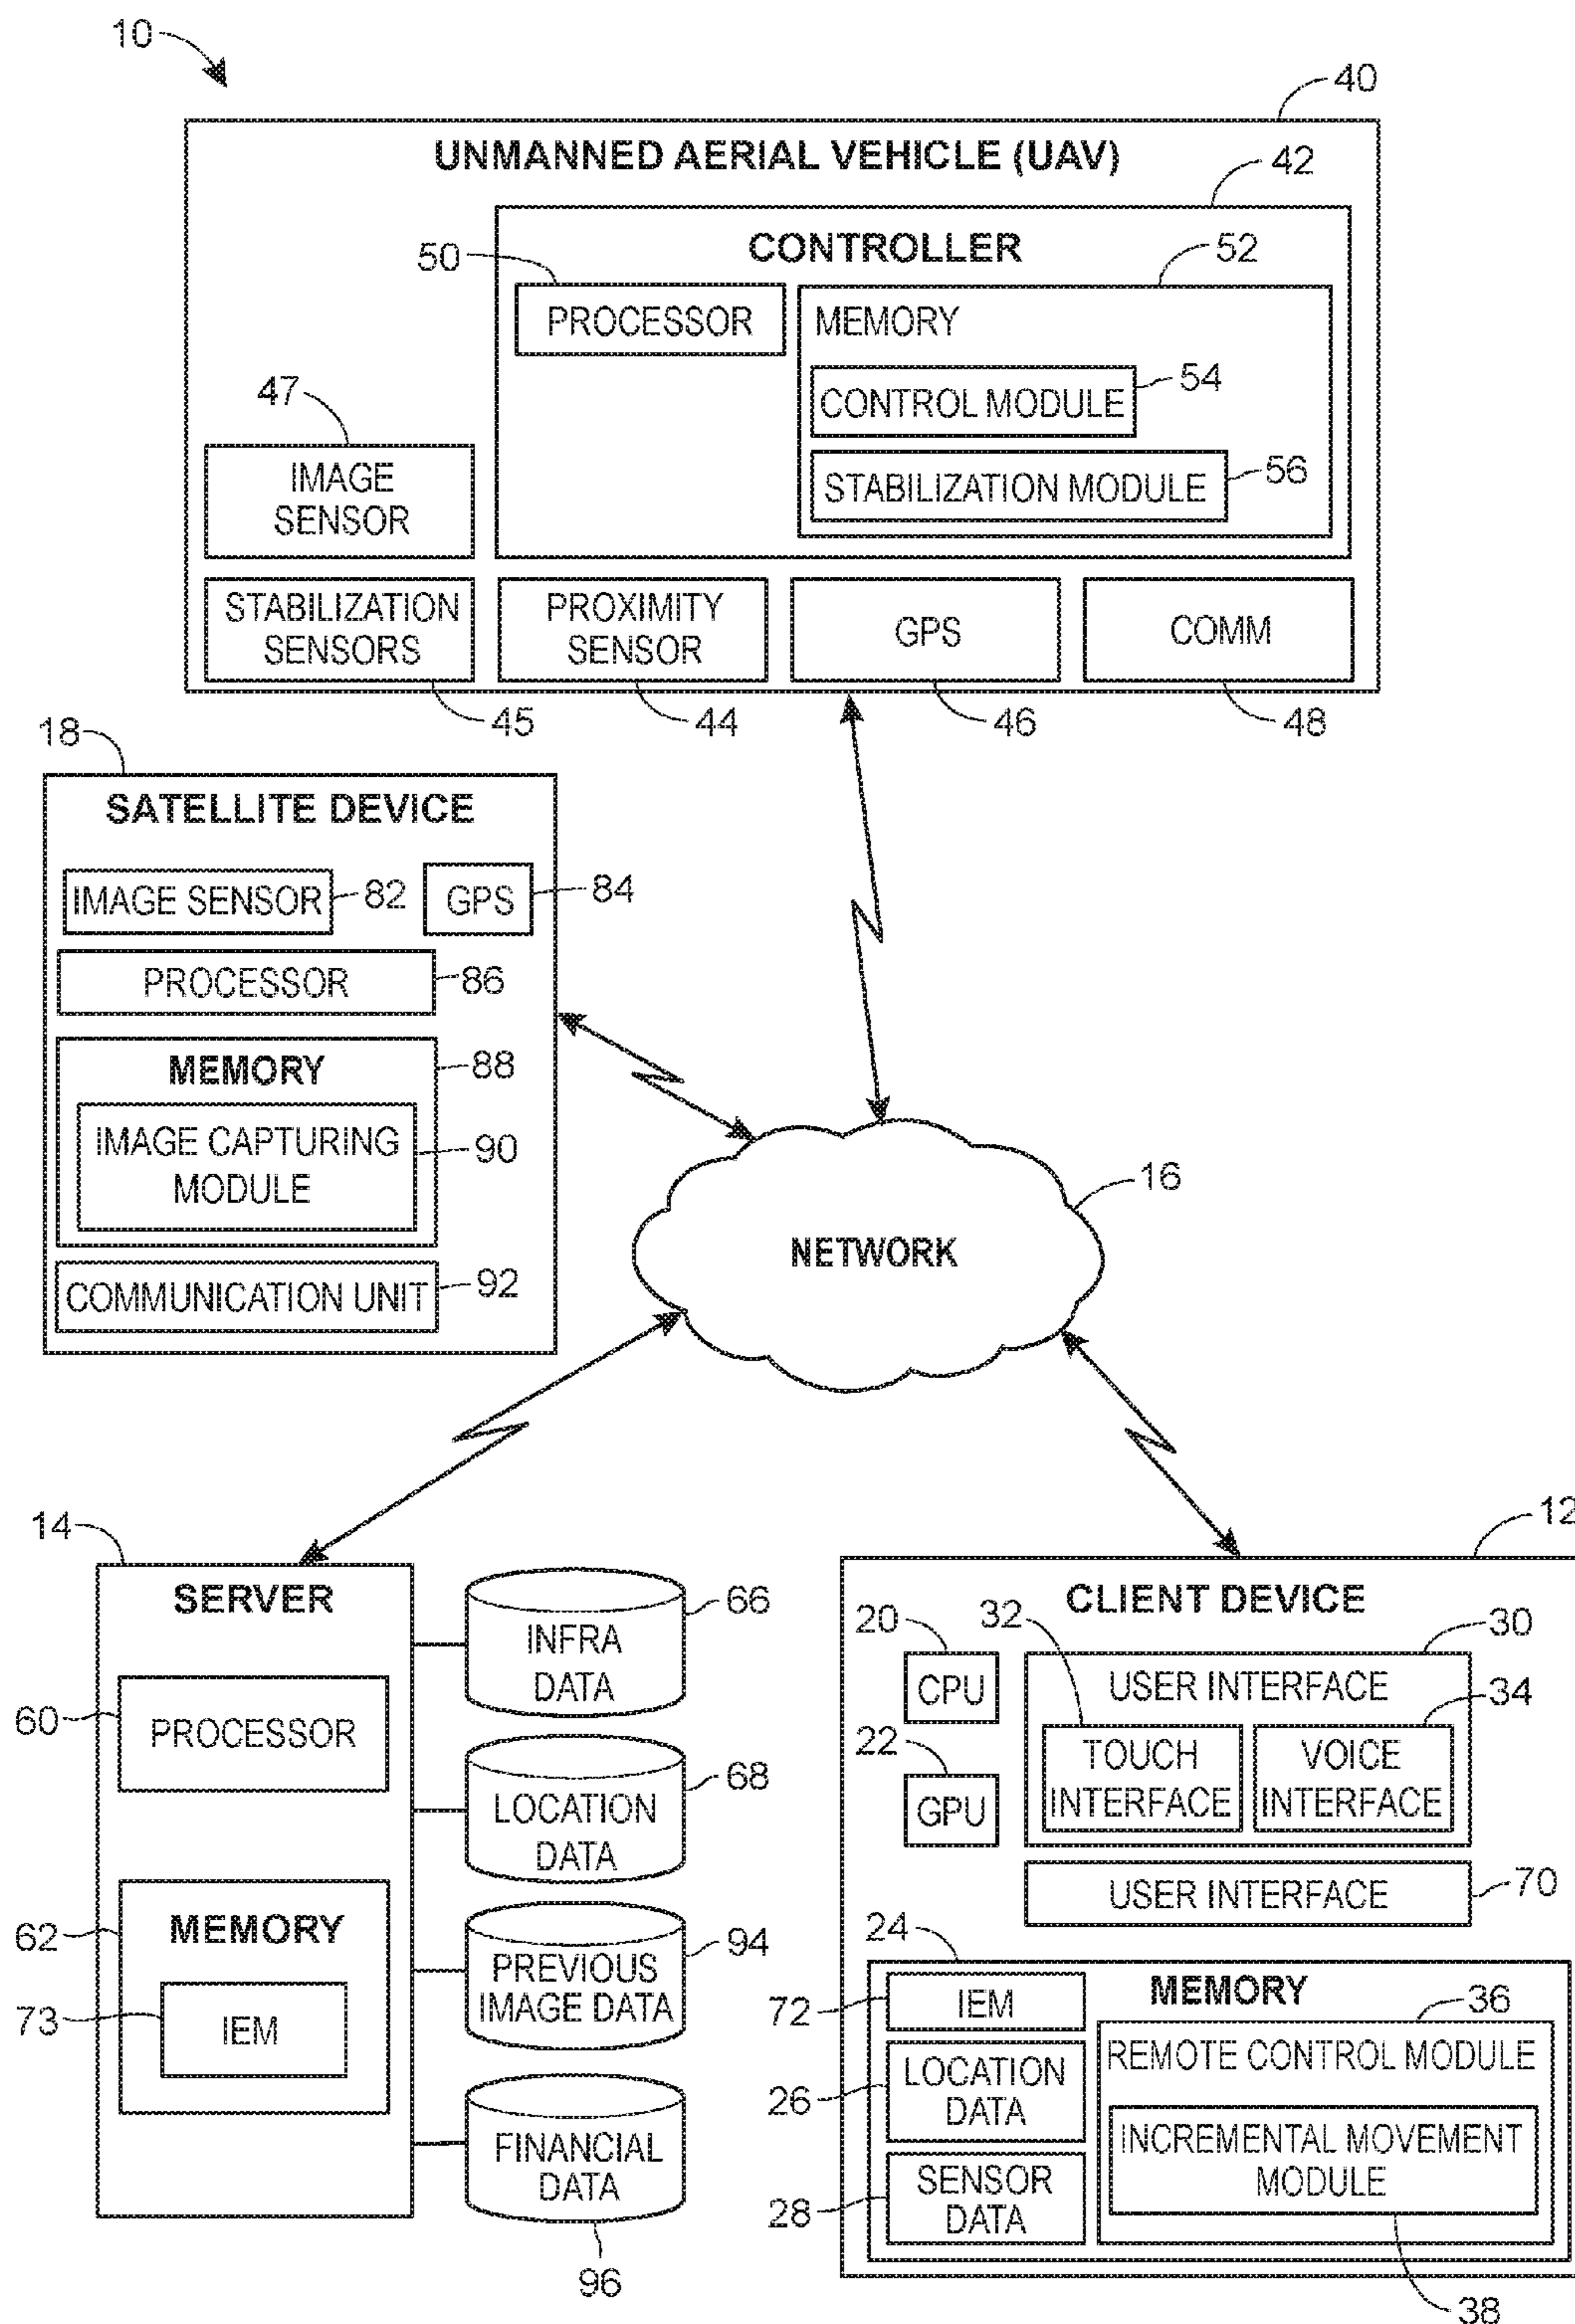 10
40
UNMANNED AERIAL VEHICLE (UAV)
42
CONTROLLER
50
52
PROCESSOR
MEMORY
54
CONTROL MODULE
47
56
STABILIZATION MODULE
IMAGE
SENSOR
STABILIZATION
SENSORS
PROXIMITY
SENSOR
GPS
COMM
45
44
46
48
18
SATELLITE DEVICE
IMAGE SENSOR
82
GPS
84
PROCESSOR
86
MEMORY
88
IMAGE CAPTURING
MODULE
90
COMMUNICATION UNIT
92
16
NETWORK
14
SERVER
60
PROCESSOR
62
MEMORY
73
IEM
66
INFRA
DATA
68
LOCATION
DATA
94
PREVIOUS
IMAGE DATA
FINANCIAL
DATA
96
12
CLIENT DEVICE
20
32
30
CPU
USER INTERFACE
34
22
TOUCH
INTERFACE
VOICE
INTERFACE
GPU
USER INTERFACE
70
24
MEMORY
72
IEM
36
REMOTE CONTROL MODULE
26
LOCATION
DATA
INCREMENTAL MOVEMENT
MODULE
28
SENSOR
DATA
38